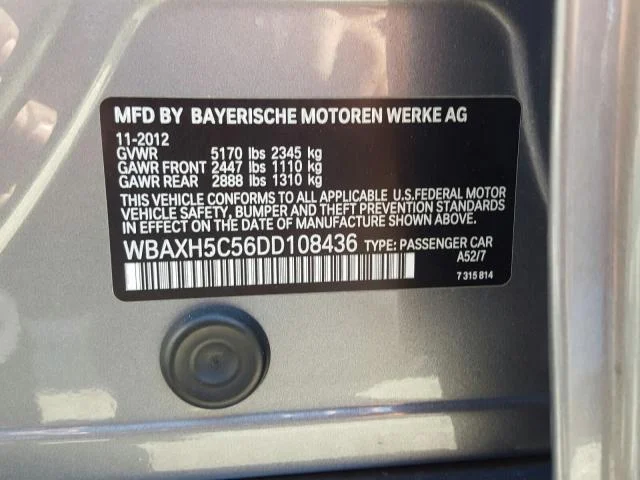 MFD BY BAYERISCHE MOTOREN WERKE AG
11-2012
GVWR 5170 lbs 2345 kg
GAWR FRONT 2447 lbs 1110 kg
GAWR REAR 2888 lbs 1310 kg
THIS VEHICLE CONFORMS TO ALL APPLICABLE U.S.FEDERAL MOTOR
VEHICLE SAFETY, BUMPER AND THEFT PREVENTION STANDARDS
IN EFFECT ON THE DATE OF MANUFACTURE SHOWN ABOVE.
WBAXH5C56DD108436 TYPE: PASSENGER CAR
A52/7
7 315 814